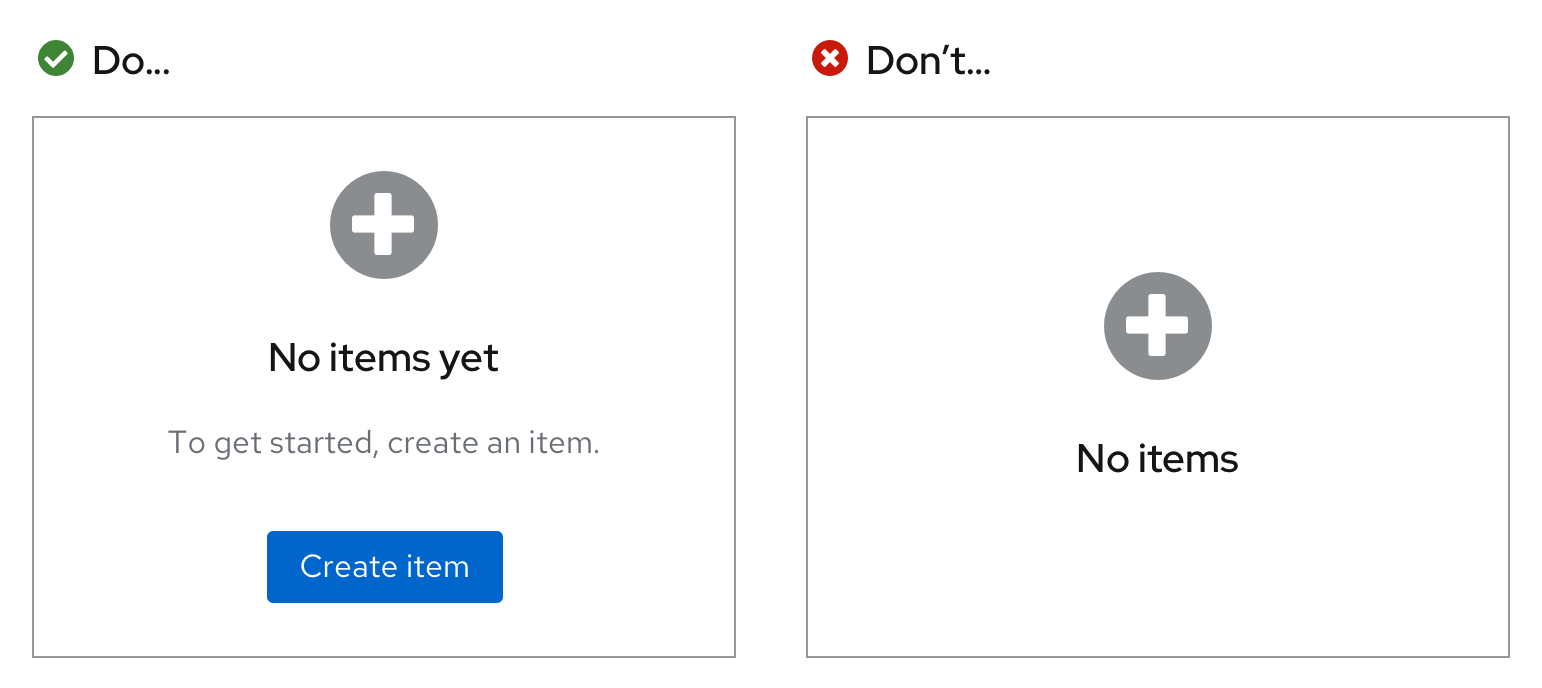 Do...
No items yet
To get started, create an item.
Create item
Don’t...
No items